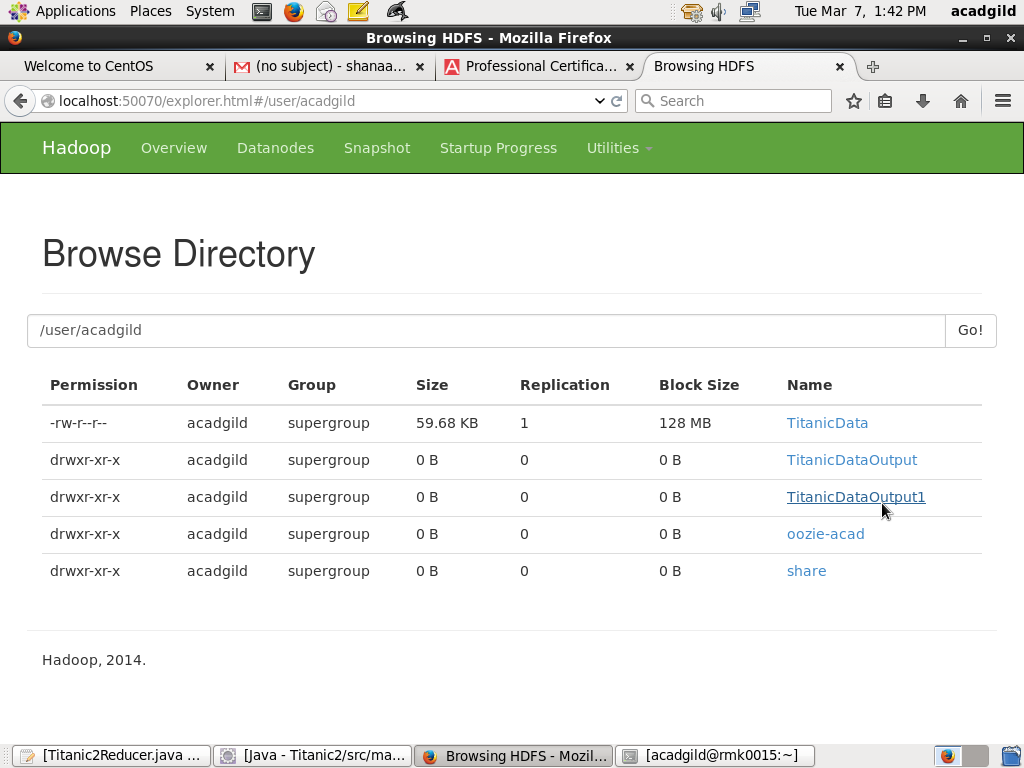 Applications Places System Tue Mar 7, 1:42 PM acadgild
Browsing HDFS - Mozilla Firefox
Welcome to CentOS (no subject) - shanaa... Professional Certifica... Browsing HDFS
localhost:50070/explorer.html#/user/acadgild Search
Hadoop Overview Datanodes Snapshot Startup Progress Utilities
Browse Directory
/user/acadgild Go!
Permission Owner Group Size Replication Block Size Name
-rw-r--r-- acadgild supergroup 59.68 KB 1 128 MB TitanicData
drwxr-xr-x acadgild supergroup 0 B 0 0 B TitanicDataOutput
drwxr-xr-x acadgild supergroup 0 B 0 0 B TitanicDataOutput1
drwxr-xr-x acadgild supergroup 0 B 0 0 B oozie-acad
drwxr-xr-x acadgild supergroup 0 B 0 0 B share
Hadoop, 2014.
[Titanic2Reducer.java ... [Java - Titanic2/src/ma... Browsing HDFS - Mozil... [acadgild@rmk0015:~]